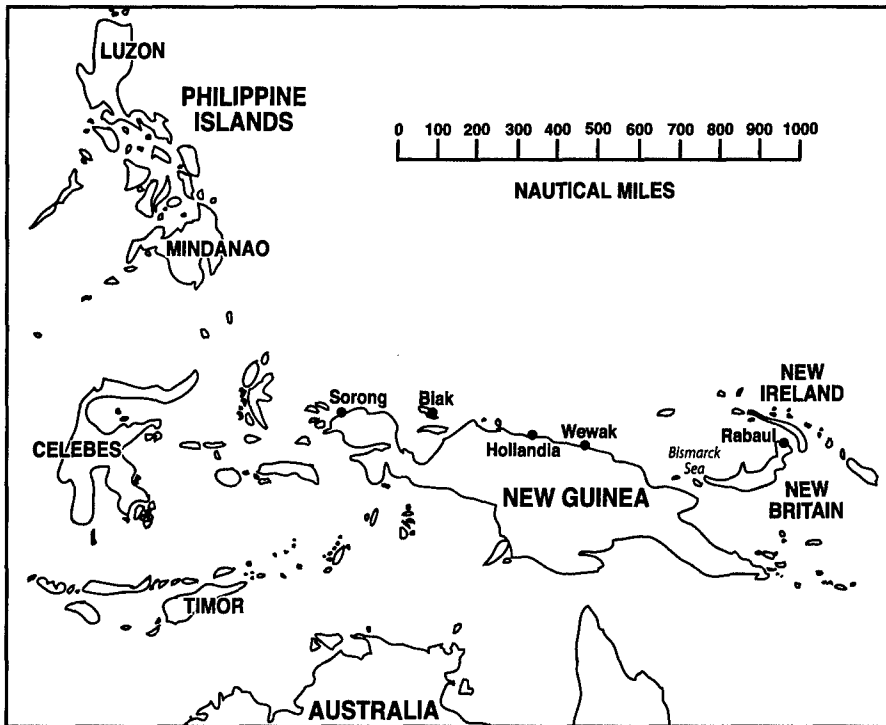 LUZON
PHILIPPINE
ISLANDS
0 100 200 300 400 500 600 700 800 900 1000
NAUTICAL MILES
MINDANAO
Sorong
Biak
NEW
IRELAND
CELEBES
Hollandia
Wewak
Rabaul
Bismarck
Sea
NEW GUINEA
NEW
BRITAIN
TIMOR
AUSTRALIA